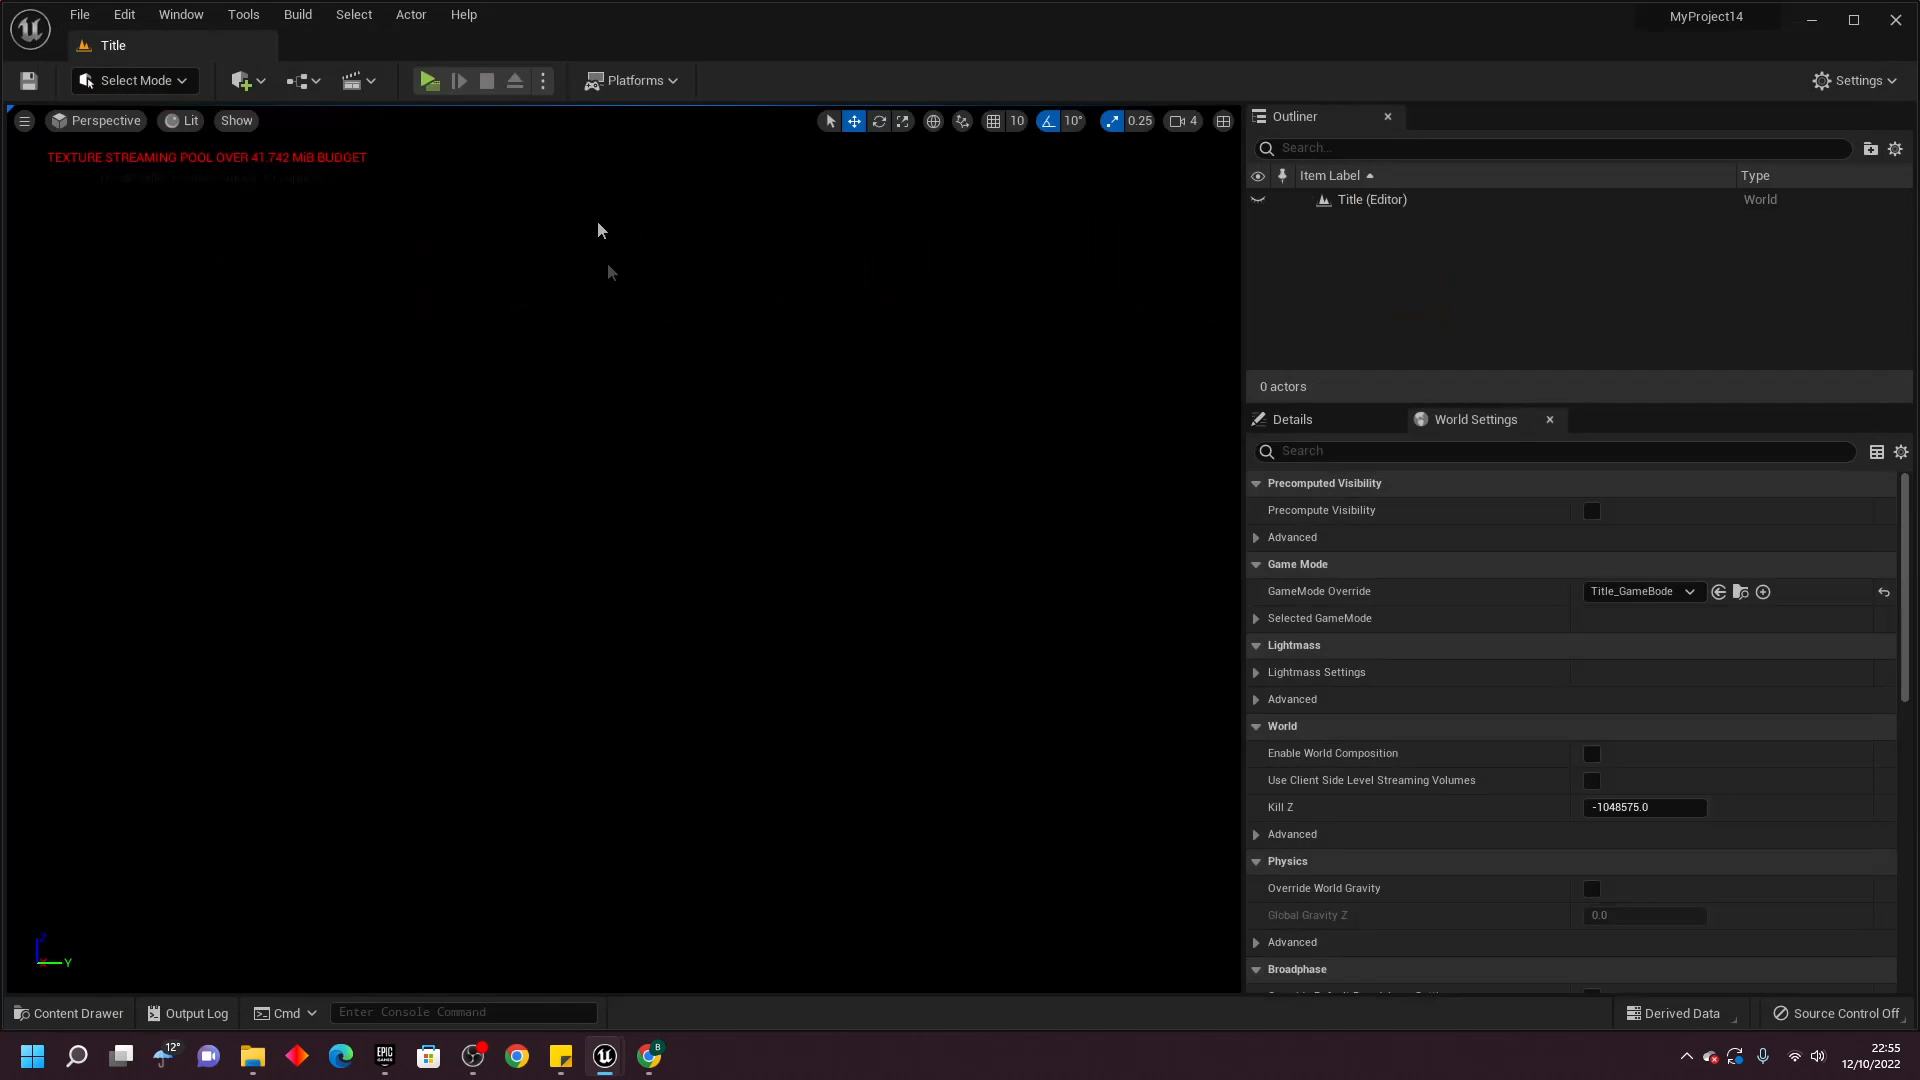 File Edit Window Tools Build Select Actor Help
MyProject14
Title
Select Mode
Platforms
Settings
Perspective Lit Show
10 10° 0.25 4
TEXTURE STREAMING POOL OVER 41.742 MiB BUDGET
Outliner
Search...
Item Label Type
Title (Editor) World
0 actors
Details World Settings
Search
Precomputed Visibility
Precompute Visibility
Advanced
Game Mode
GameMode Override Title_GameBode
Selected GameMode
Lightmass
Lightmass Settings
Advanced
World
Enable World Composition
Use Client Side Level Streaming Volumes
Kill Z -1048575.0
Advanced
Physics
Override World Gravity
Global Gravity Z 0.0
Advanced
Broadphase
Y
Content Drawer Output Log Cmd Enter Console Command Derived Data Source Control Off
12°
EPIC GAMES
B
22:55
12/10/2022